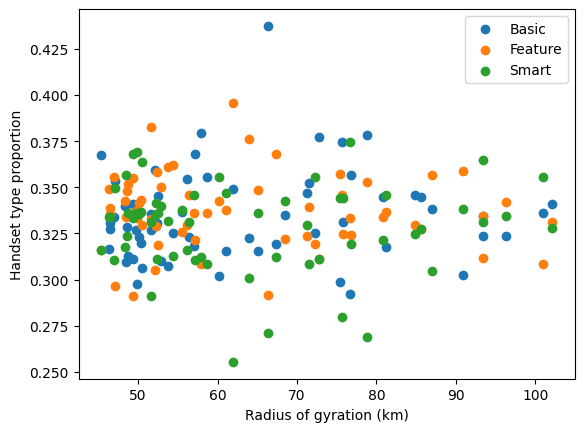 Basic
Feature
Smart
0.425
0.400
0.375
0.350
0.325
0.300
0.275
0.250
Handset type proportion
50 60 70 80 90 100
Radius of gyration (km)